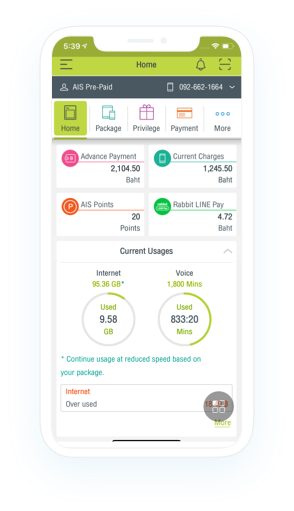 5:39
Home
AIS Pre-Paid
092-662-1664
Home
Package
Privilege
Payment
More
Advance Payment
2,104.50
Baht
Current Charges
1,245.50
Baht
P
AIS Points
20
Points
Rabbit LINE Pay
4.72
Baht
Current Usages
Internet
95.36 GB*
Voice
1,800 Mins
Used
9.58
GB
Used
833:20
Mins
* Continue usage at reduced speed based on
your package.
Internet
Over used
More